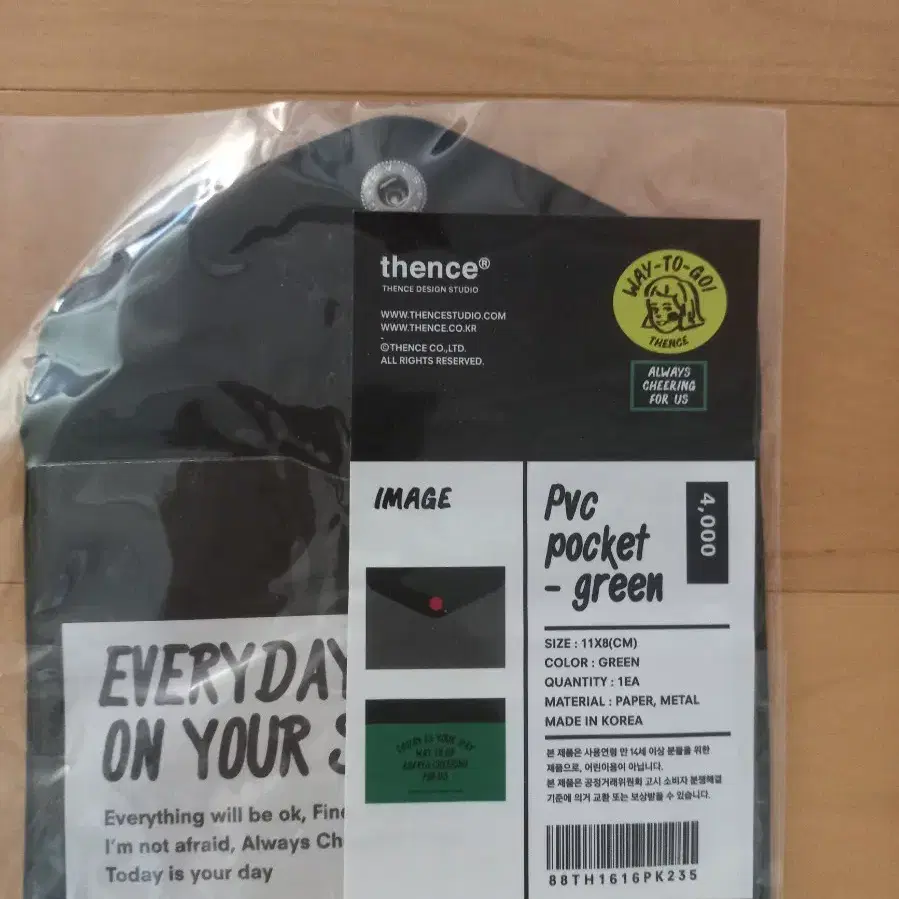 thence®
THENCE DESIGN STUDIO
WWW.THENCESTUDIO.COM
WWW.THENCE.CO.KR
©THENCE CO.,LTD.
ALL RIGHTS RESERVED.
WAY-TO-GO!
THENCE
ALWAYS
CHEERING
FOR US
IMAGE
Pvc
pocket
- green
4,000
SIZE : 11X8(CM)
COLOR : GREEN
QUANTITY : 1EA
MATERIAL : PAPER, METAL
MADE IN KOREA
본 제품은 사용연령 만 14세 이상 분들을 위한
제품으로, 어린이용이 아닙니다.
본 제품은 공정거래위원회 고시 소비자 분쟁해결
기준에 의거 교환 또는 보상받을 수 있습니다.
88TH1616PK235
EVERYDAY
ON YOUR S
Everything will be ok, Fine
I'm not afraid, Always Ch
Today is your day